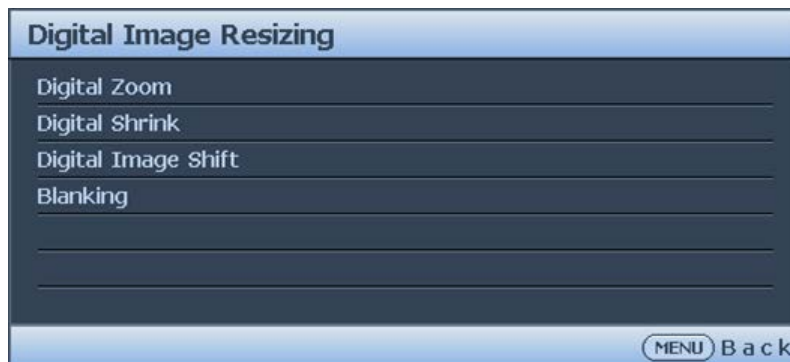 Digital Image Resizing
Digital Zoom
Digital Shrink
Digital Image Shift
Blanking
MENU Back